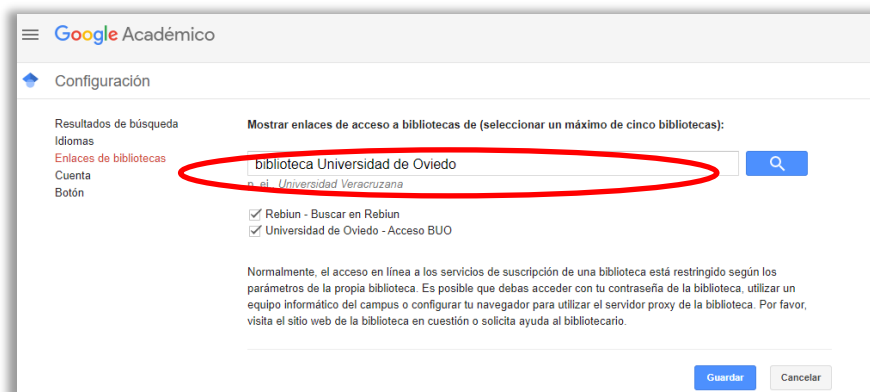 Google Académico
Configuración
Resultados de búsqueda
Idiomas
Enlaces de bibliotecas
Cuenta
Botón
Mostrar enlaces de acceso a bibliotecas de (seleccionar un máximo de cinco bibliotecas):
biblioteca Universidad de Oviedo
p. ej., Universidad Veracruzana
Rebiun - Buscar en Rebiun
Universidad de Oviedo - Acceso BUO
Normalmente, el acceso en línea a los servicios de suscripción de una biblioteca está restringido según los
parámetros de la propia biblioteca. Es posible que debas acceder con tu contraseña de la biblioteca, utilizar un
equipo informático del campus o configurar tu navegador para utilizar el servidor proxy de la biblioteca. Por favor,
visita el sitio web de la biblioteca en cuestión o solicita ayuda al bibliotecario.
Guardar
Cancelar